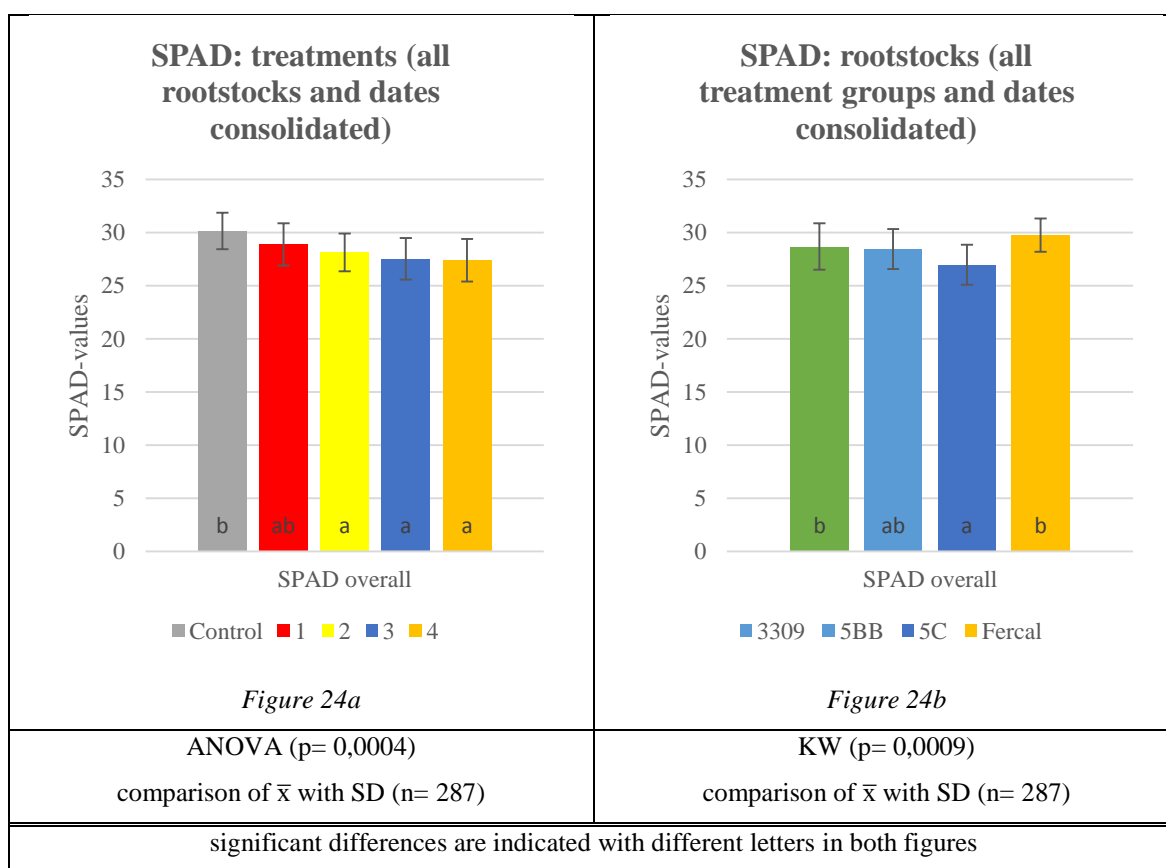 SPAD: treatments (all
rootstocks and dates
consolidated)
35
30
25
20
15
10
5
0
SPAD-values
b ab a a a
SPAD overall
Control 1 2 3 4
Figure 24a
SPAD: rootstocks (all
treatment groups and dates
consolidated)
35
30
25
20
15
10
5
0
SPAD-values
b ab a b
SPAD overall
3309 5BB 5C Fercal
Figure 24b
ANOVA (p= 0,0004)
comparison of x̅ with SD (n= 287)
KW (p= 0,0009)
comparison of x̅ with SD (n= 287)
significant differences are indicated with different letters in both figures